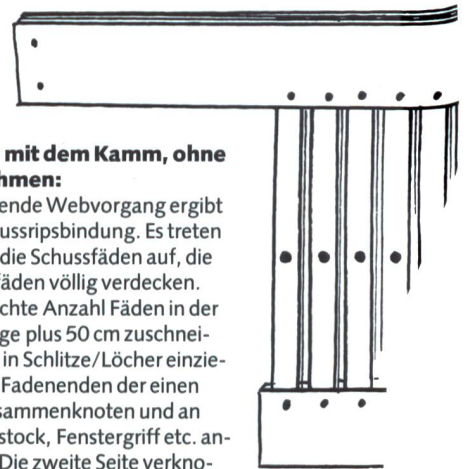 mit dem Kamm, ohne
hmen:
ende Webvorgang ergibt
ussripsbindung. Es treten
die Schussfäden auf, die
fäden völlig verdecken.
chte Anzahl Fäden in der
ge plus 50 cm zuschnei-
in Schlitze/Löcher einzie-
Fadenenden der einen
sammenknoten und an
stock, Fenstergriff etc. an-
Die zweite Seite verkno-